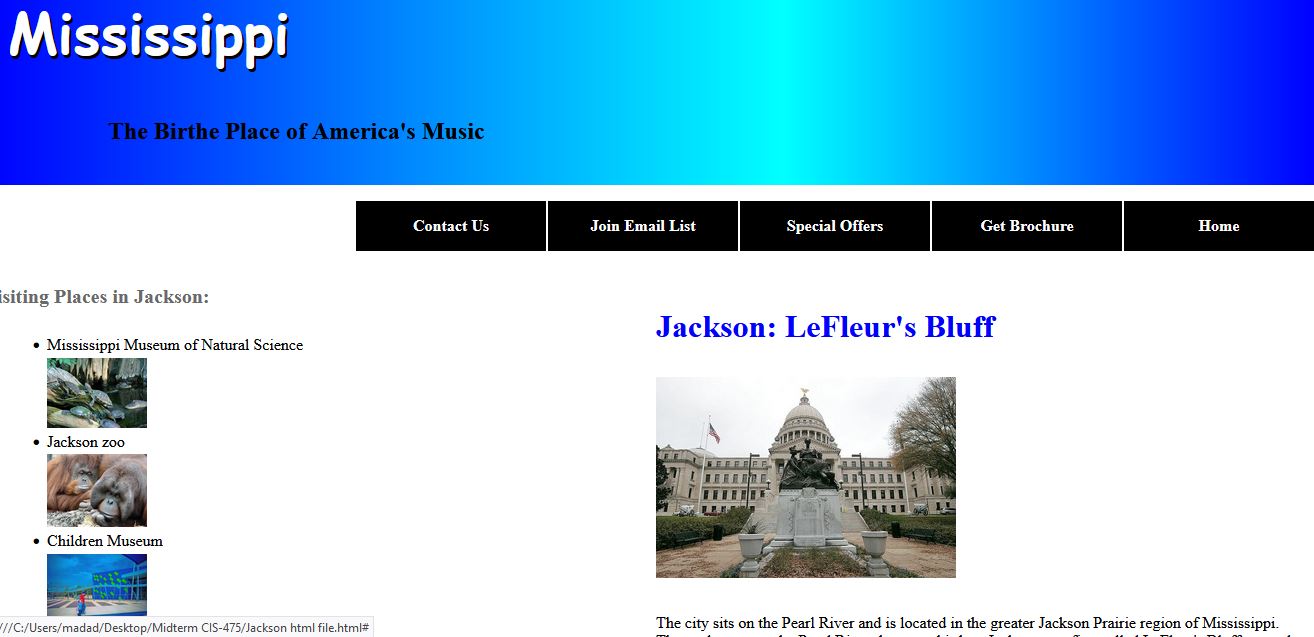 Mississippi
The Birthe Place of America's Music
Contact Us
Join Email List
Special Offers
Get Brochure
Home
isiting Places in Jackson:
Mississippi Museum of Natural Science
Jackson zoo
Children Museum
Jackson: LeFleur's Bluff
The city sits on the Pearl River and is located in the greater Jackson Prairie region of Mississippi.
///C:/Users/madad/Desktop/Midterm CIS-475/Jackson html file.html#